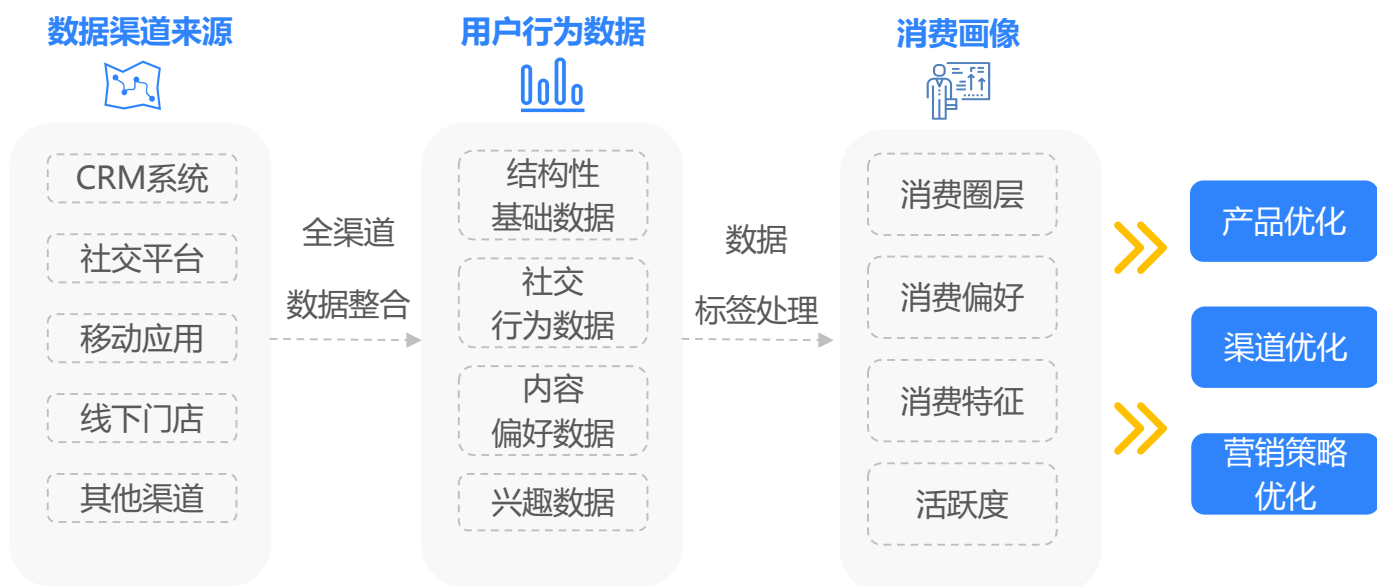 数据渠道来源
CRM系统
社交平台
移动应用
线下门店
其他渠道
全渠道
数据整合
用户行为数据
结构性
基础数据
社交
行为数据
内容
偏好数据
兴趣数据
数据
标签处理
消费画像
消费圈层
消费偏好
消费特征
活跃度
产品优化
渠道优化
营销策略
优化